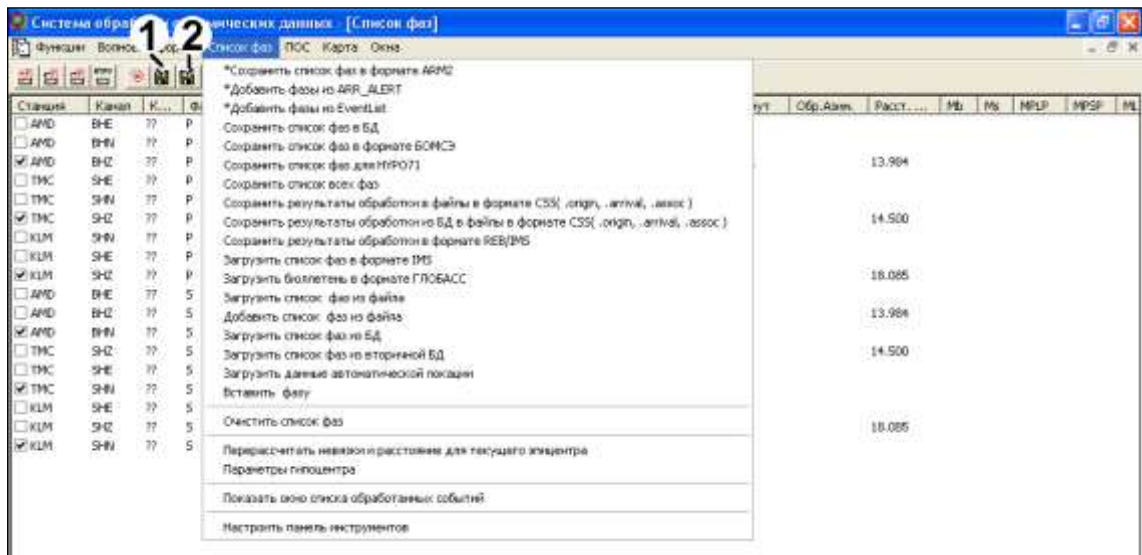 Система обра даннных - [Список фаз]
1 2
Функции Волно Список фаз ПОС Карта Окна
Станция Канал К... Ф Обр.Азим. Расст. ... Mb Ms MPLP MPSP ML
*Сохранить список фаз в формате ARM2
*Добавить фазы из ARR_ALERT
*Добавить фазы из EventList
Сохранить список фаз в БД
Сохранить список фаз в формате БОМСЭ
Сохранить список фаз для HYPO71
Сохранить список всех фаз
Сохранить результаты обработки в файлы в формате CSS( .origin, .arrival, .assoc )
Сохранить результаты обработки из БД в файлы в формате CSS( .origin, .arrival, .assoc )
Сохранить результаты обработки в формате REB/IMS
Загрузить список фаз в формате IMS
Загрузить бюллетень в формате ГЛОБАСС
Загрузить список фаз из файла
Добавить список фаз из файла
Загрузить список фаз из БД
Загрузить список фаз из вторичной БД
Загрузить данные автоматической локации
Вставить фазу
Очистить список фаз
Перерассчитать невязки и расстояние для текущего эпицентра
Параметры гипоцентра
Показать окно списка обработанных событий
Настроить панель инструментов
AMD BHE ?? P
AMD BHN ?? P
AMD BHZ ?? P 13.984
TMC SHE ?? P
TMC SHN ?? P
TMC SHZ ?? P 14.500
KLM SHN ?? P
KLM SHE ?? P
KLM SHZ ?? P 18.085
AMD BHE ?? S
AMD BHZ ?? S 13.984
AMD BHN ?? S
TMC SHZ ?? S 14.500
TMC SHE ?? S
TMC SHN ?? S
KLM SHE ?? S
KLM SHZ ?? S 18.085
KLM SHN ?? S